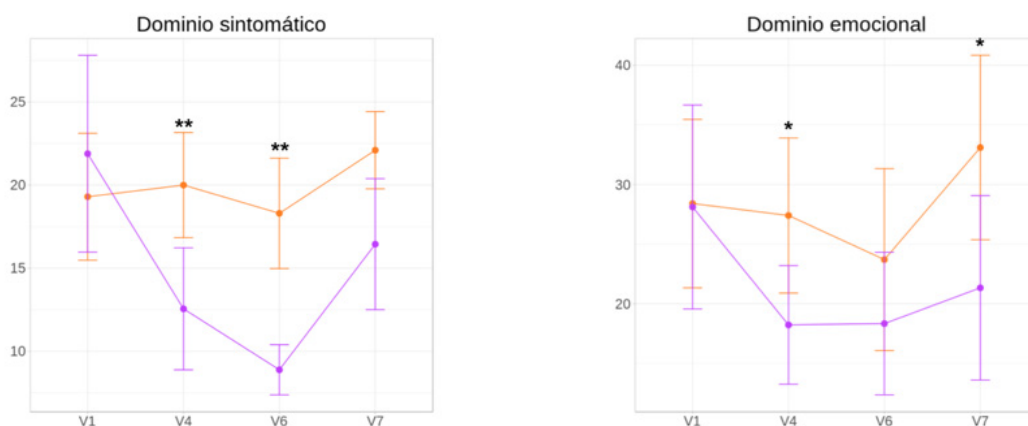 Dominio sintomático
25
20
15
10
**
**
V1 V4 V6 V7
Dominio emocional
40
30
20
*
*
V1 V4 V6 V7